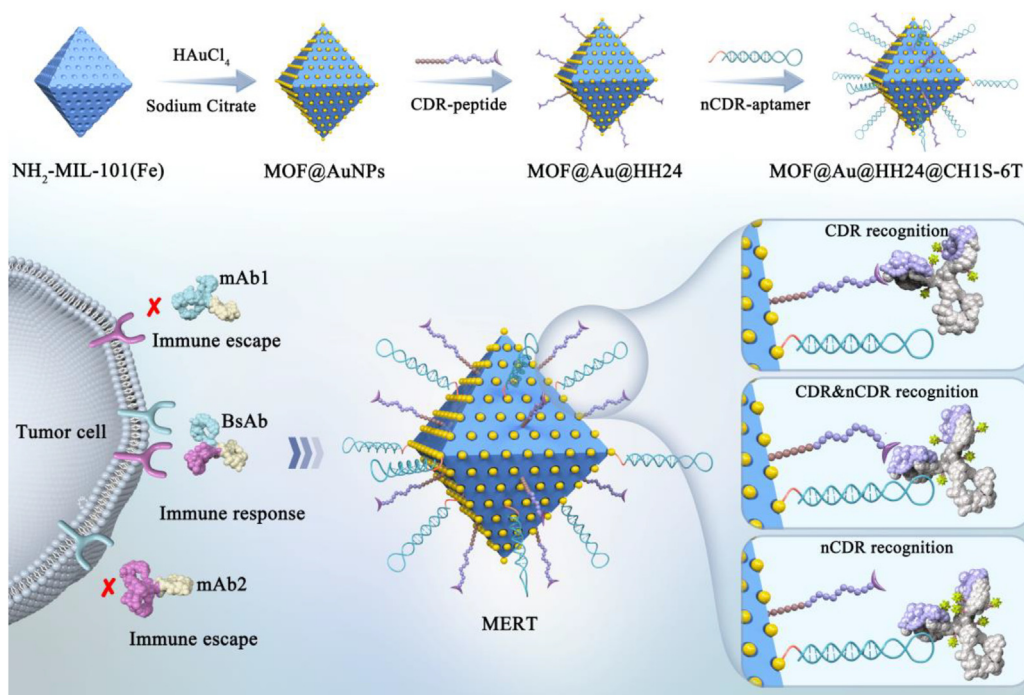 HAuCl₄
Sodium Citrate
CDR-peptide
nCDR-aptamer
NH₂-MIL-101(Fe)
MOF@AuNPs
MOF@Au@HH24
MOF@Au@HH24@CH1S-6T
mAb1
Immune escape
Tumor cell
BsAb
Immune response
mAb2
Immune escape
MERT
CDR recognition
CDR&nCDR recognition
nCDR recognition